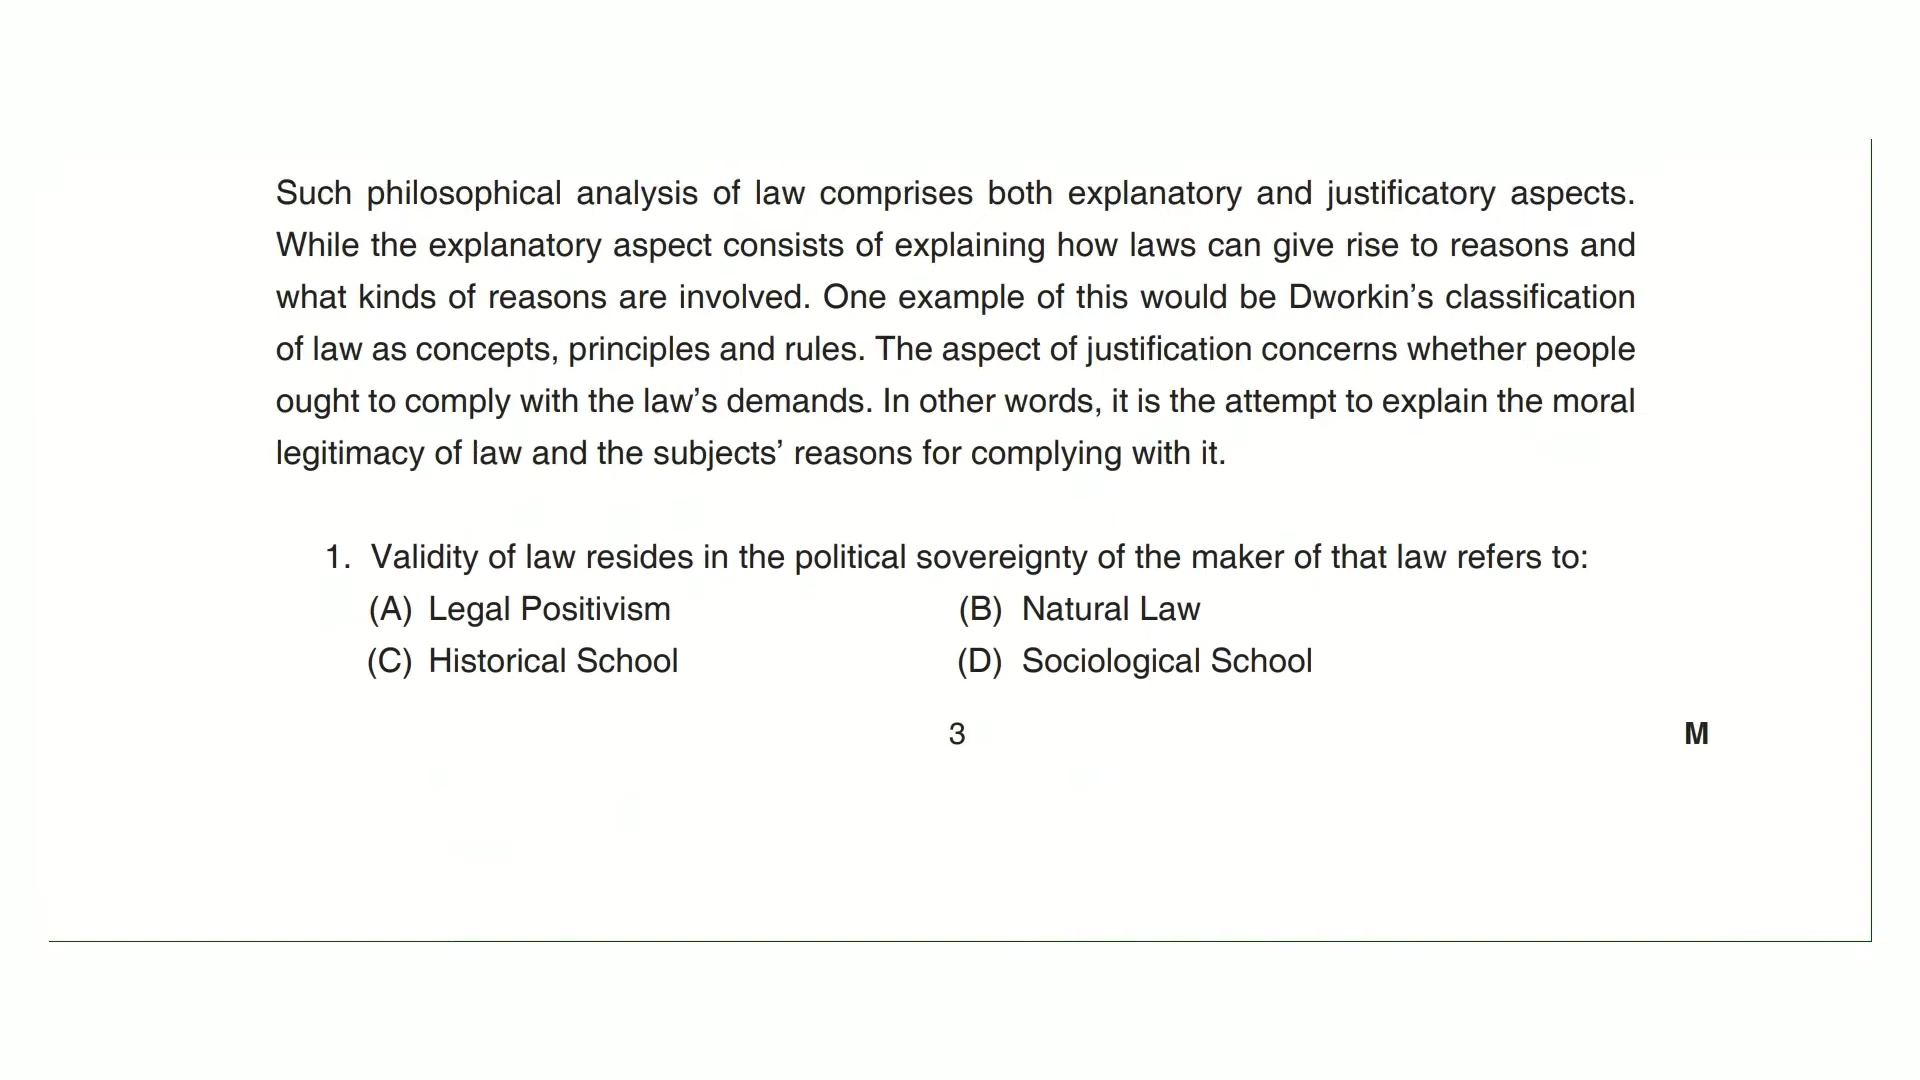 Such philosophical analysis of law comprises both explanatory and justificatory aspects.
While the explanatory aspect consists of explaining how laws can give rise to reasons and
what kinds of reasons are involved. One example of this would be Dworkin’s classification
of law as concepts, principles and rules. The aspect of justification concerns whether people
ought to comply with the law’s demands. In other words, it is the attempt to explain the moral
legitimacy of law and the subjects’ reasons for complying with it.
1. Validity of law resides in the political sovereignty of the maker of that law refers to:
(A) Legal Positivism (B) Natural Law
(C) Historical School (D) Sociological School
3 M